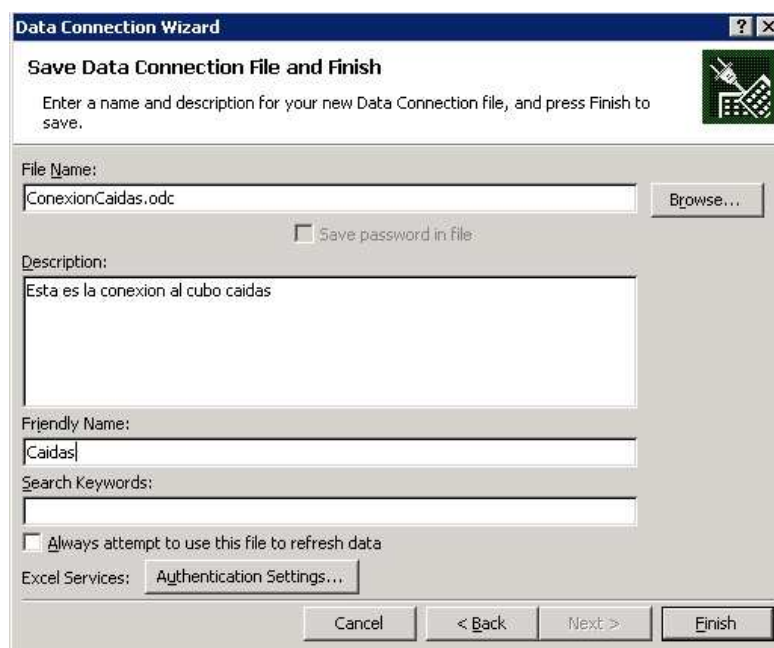 Data Connection Wizard
Save Data Connection File and Finish
Enter a name and description for your new Data Connection file, and press Finish to
save.
File Name:
ConexionCaidas.odc
Browse...
Save password in file
Description:
Esta es la conexion al cubo caidas
Friendly Name:
Caidas
Search Keywords:
Always attempt to use this file to refresh data
Excel Services: Authentication Settings...
Cancel < Back Next > Finish